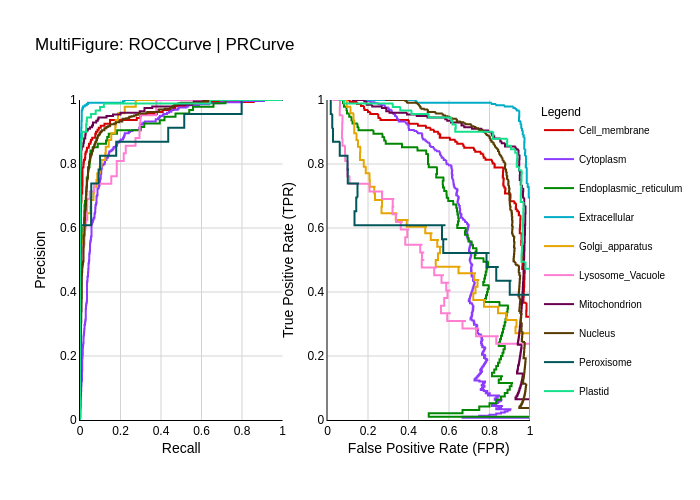 MultiFigure: ROCCurve | PRCurve
Precision
1
0.8
0.6
0.4
0.2
0
0 0.2 0.4 0.6 0.8 1
Recall
True Positive Rate (TPR)
1
0.8
0.6
0.4
0.2
0
0 0.2 0.4 0.6 0.8 1
False Positive Rate (FPR)
Legend
Cell_membrane
Cytoplasm
Endoplasmic_reticulum
Extracellular
Golgi_apparatus
Lysosome_Vacuole
Mitochondrion
Nucleus
Peroxisome
Plastid